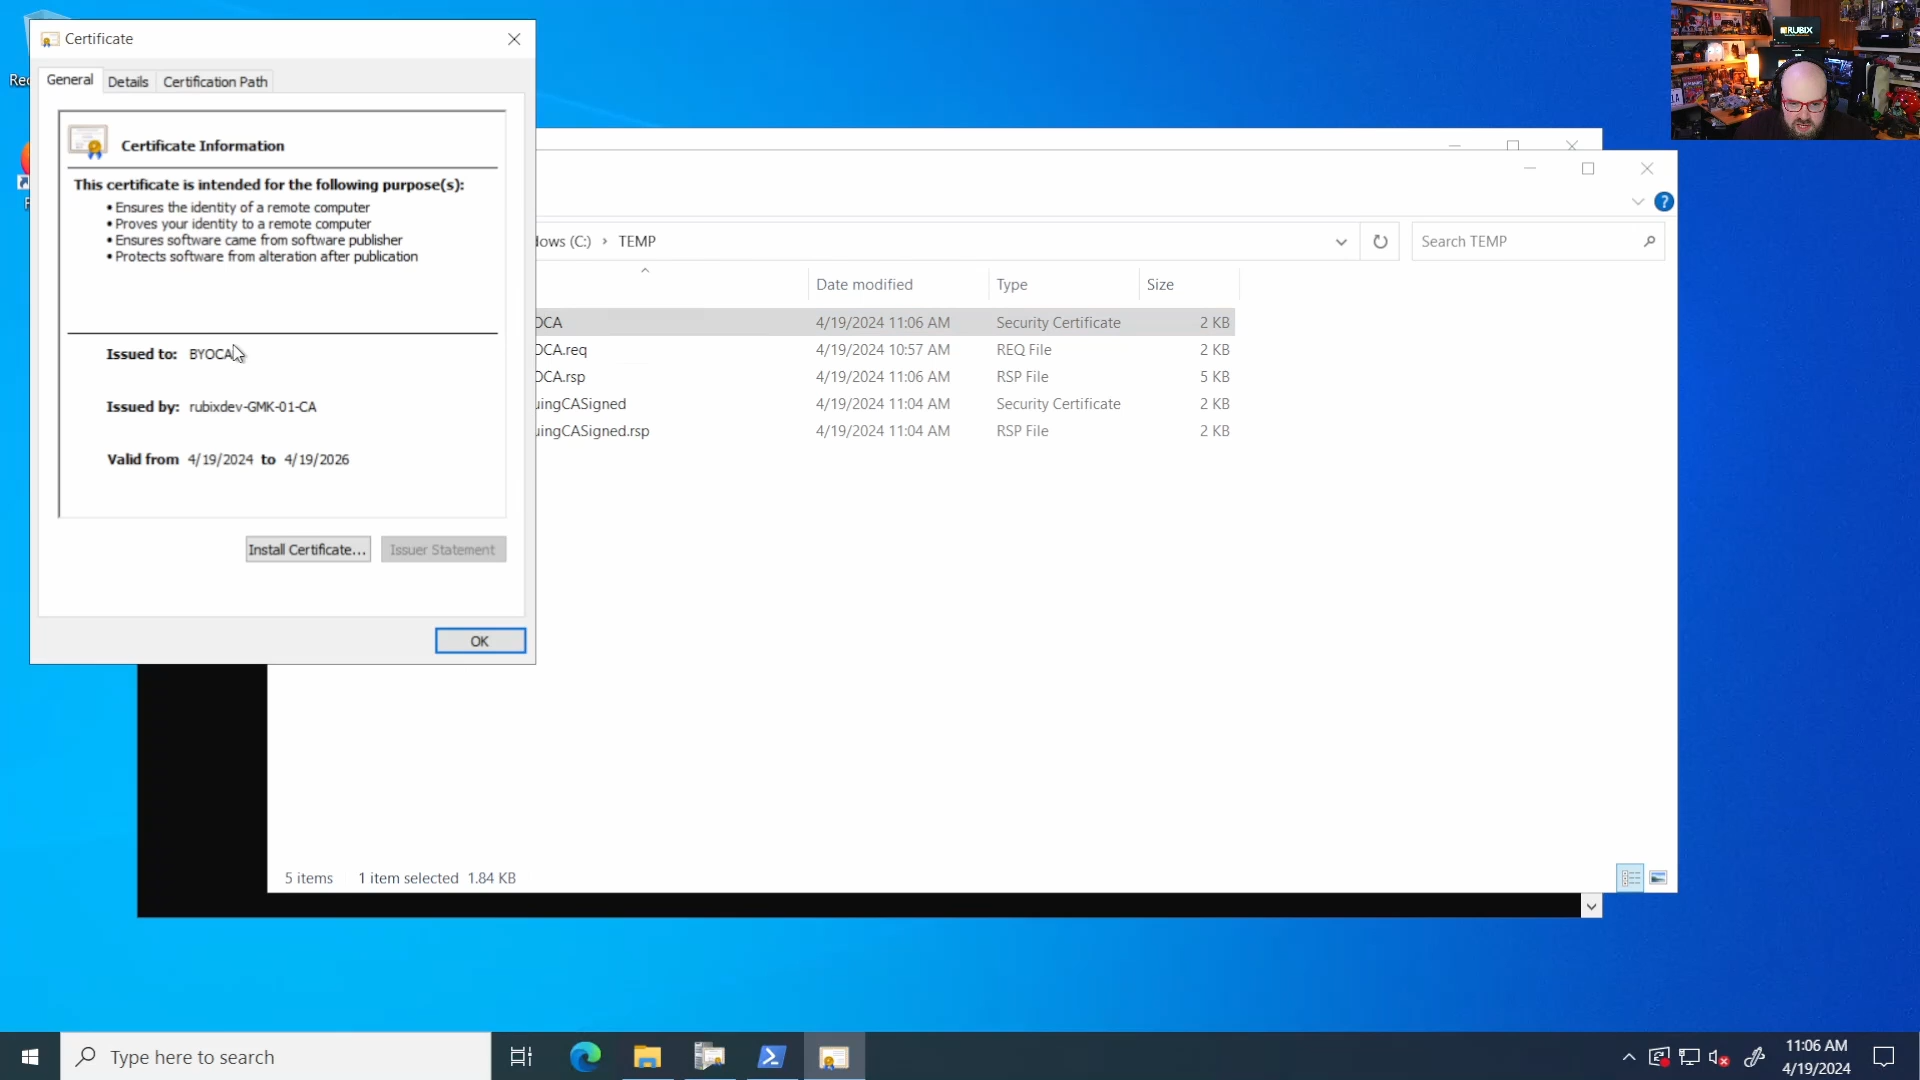 Certificate
General
Details
Certification Path
Certificate Information
This certificate is intended for the following purpose(s):
• Ensures the identity of a remote computer
• Proves your identity to a remote computer
• Ensures software came from software publisher
• Protects software from alteration after publication
Issued to: BYOCA
Issued by: rubixdev-GMK-01-CA
Valid from 4/19/2024 to 4/19/2026
Install Certificate...
Issuer Statement
OK
Rec
F
dows (C:) › TEMP
Search TEMP
Date modified
Type
Size
OCA 4/19/2024 11:06 AM Security Certificate 2 KB
OCA.req 4/19/2024 10:57 AM REQ File 2 KB
OCA.rsp 4/19/2024 11:06 AM RSP File 5 KB
uingCASigned 4/19/2024 11:04 AM Security Certificate 2 KB
uingCASigned.rsp 4/19/2024 11:04 AM RSP File 2 KB
5 items 1 item selected 1.84 KB
RUBIX
Type here to search
11:06 AM
4/19/2024